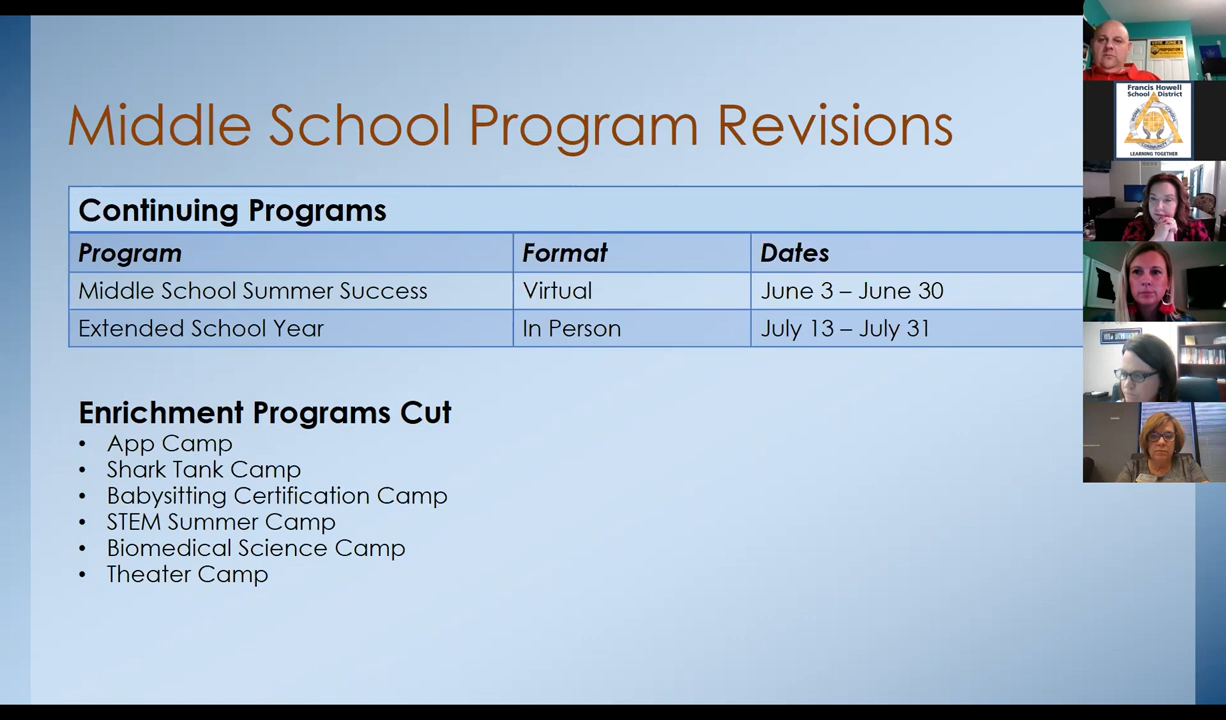 Middle School Program Revisions
Continuing Programs
Program Format Dates
Middle School Summer Success Virtual June 3 – June 30
Extended School Year In Person July 13 – July 31
Enrichment Programs Cut
• App Camp
• Shark Tank Camp
• Babysitting Certification Camp
• STEM Summer Camp
• Biomedical Science Camp
• Theater Camp
Francis Howell
School District
LEARNING TOGETHER